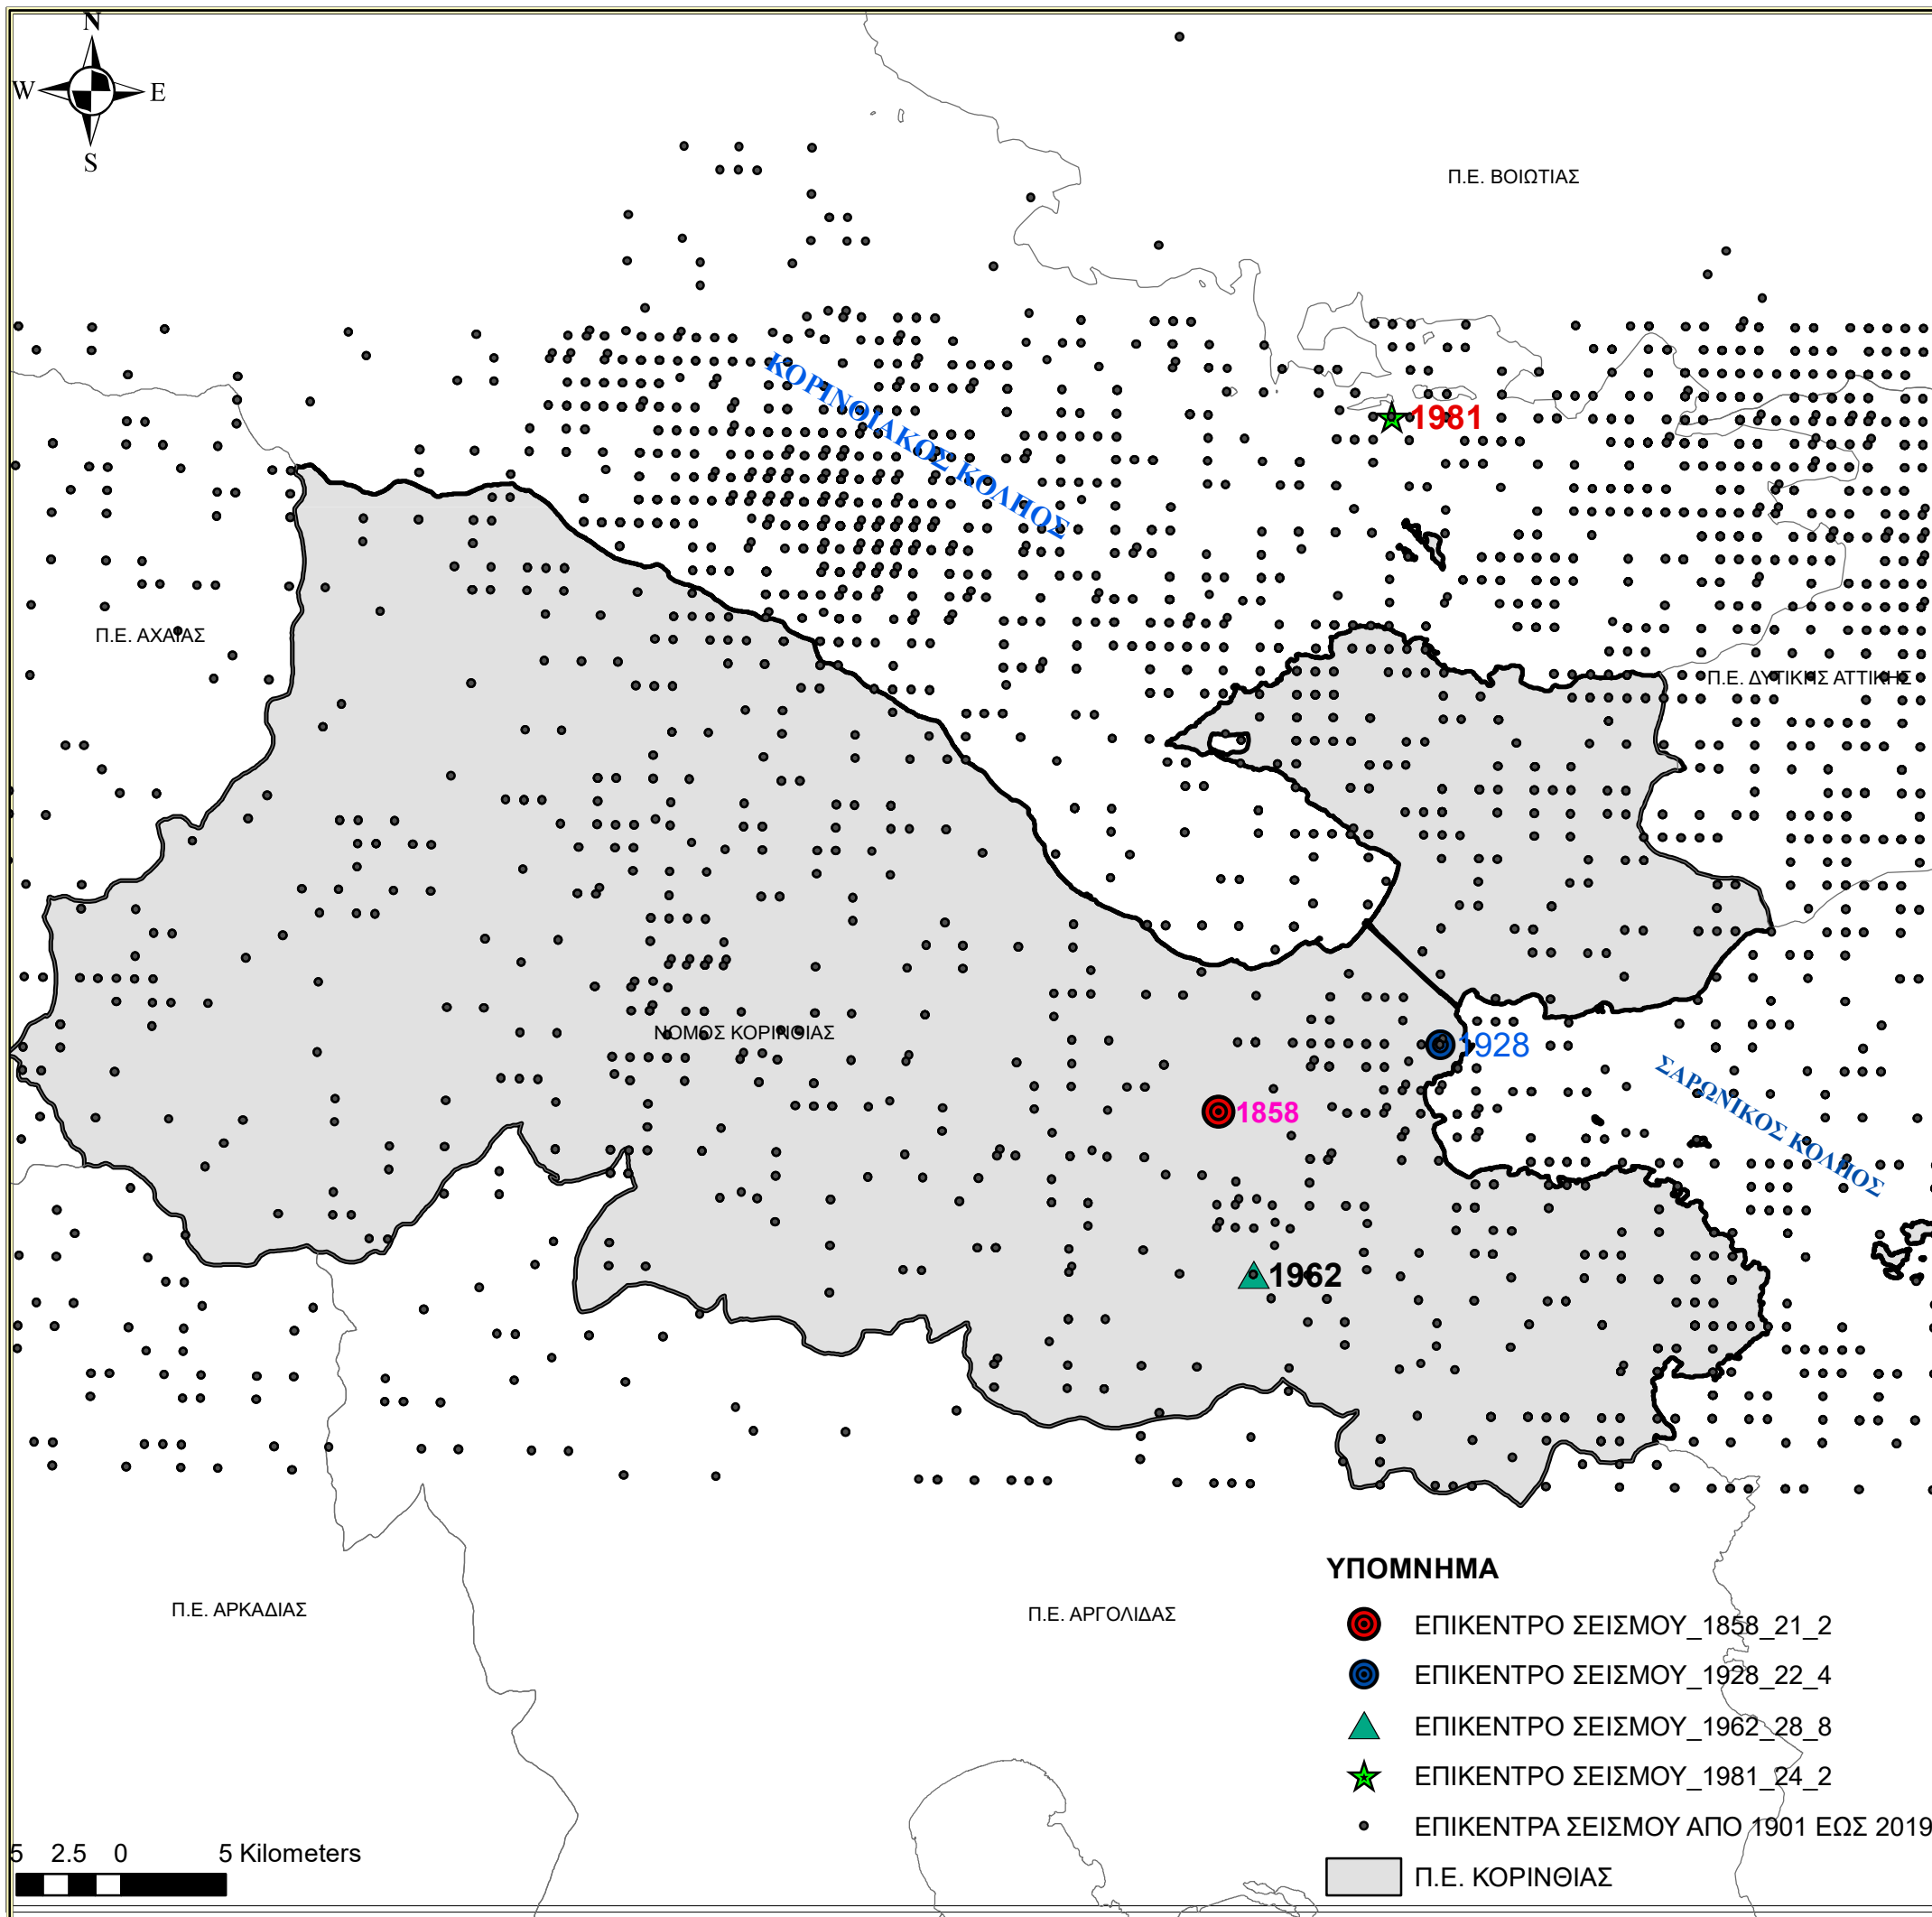 N
W E
S
Π.Ε. ΒΟΙΩΤΙΑΣ
ΚΟΡΙΝΘΙΑΚΟΣ ΚΟΛΠΟΣ
1981
Π.Ε. ΑΧΑΪΑΣ
Π.Ε. ΔΥΤΙΚΗΣ ΑΤΤΙΚΗΣ
ΝΟΜΟΣ ΚΟΡΙΝΘΙΑΣ
1928
ΣΑΡΩΝΙΚΟΣ ΚΟΛΠΟΣ
1858
1962
ΥΠΟΜΝΗΜΑ
Π.Ε. ΑΡΚΑΔΙΑΣ
Π.Ε. ΑΡΓΟΛΙΔΑΣ
ΕΠΙΚΕΝΤΡΟ ΣΕΙΣΜΟΥ_1858_21_2
ΕΠΙΚΕΝΤΡΟ ΣΕΙΣΜΟΥ_1928_22_4
ΕΠΙΚΕΝΤΡΟ ΣΕΙΣΜΟΥ_1962_28_8
ΕΠΙΚΕΝΤΡΟ ΣΕΙΣΜΟΥ_1981_24_2
ΕΠΙΚΕΝΤΡΑ ΣΕΙΣΜΟΥ ΑΠΟ 1901 ΕΩΣ 2019
Π.Ε. ΚΟΡΙΝΘΙΑΣ
5 2.5 0 5 Kilometers